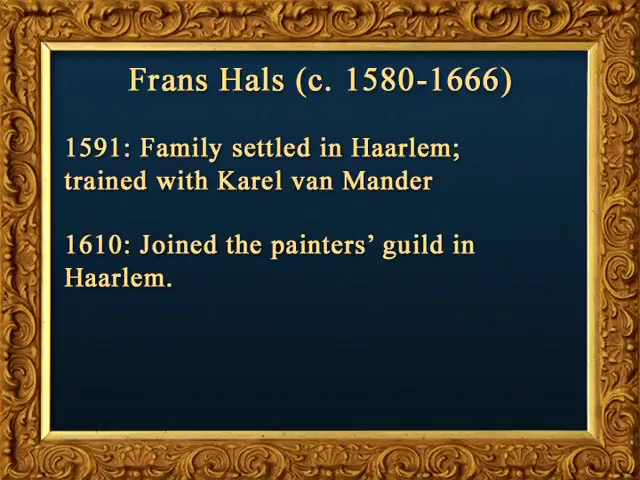 Frans Hals (c. 1580-1666)
1591: Family settled in Haarlem;
trained with Karel van Mander
1610: Joined the painters’ guild in
Haarlem.